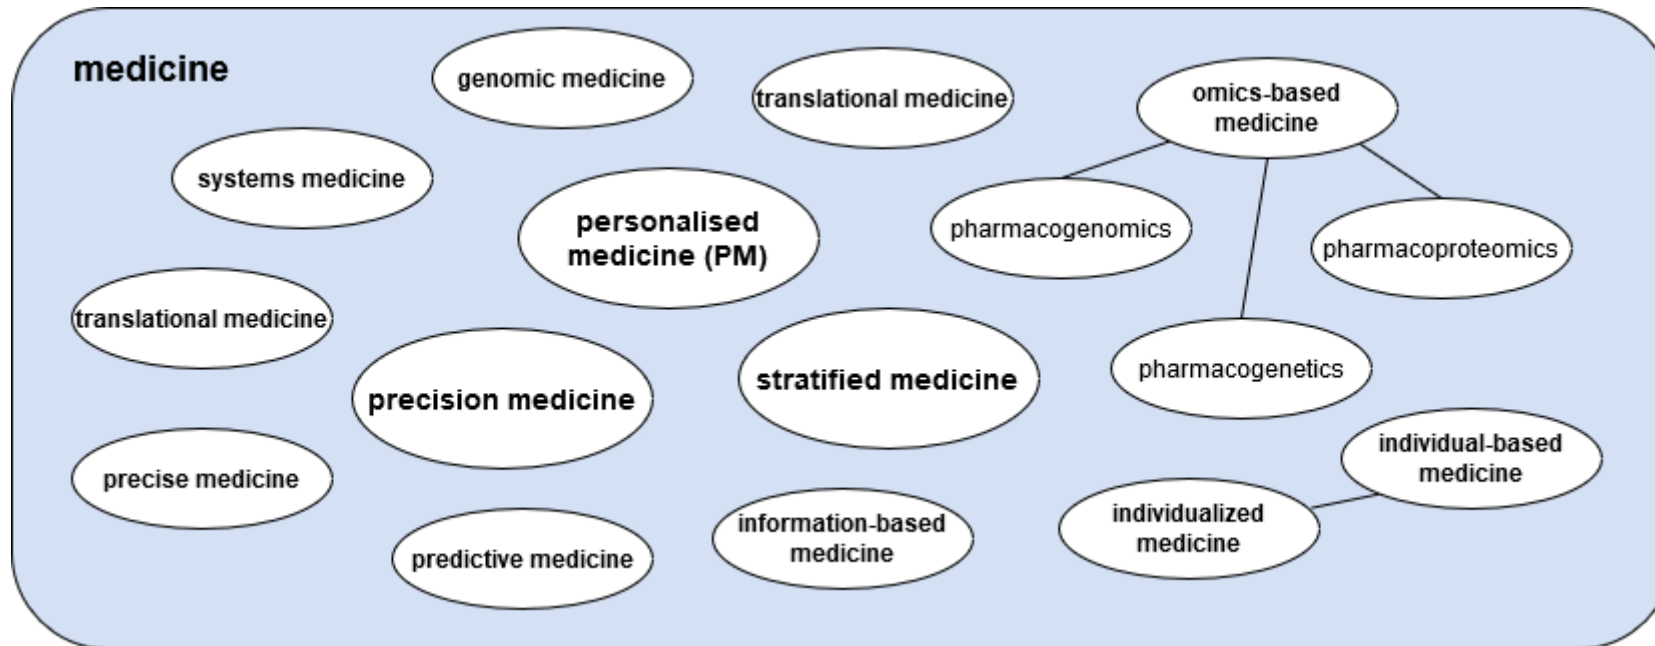 medicine
genomic medicine
translational medicine
omics-based
medicine
systems medicine
personalised
medicine (PM)
pharmacogenomics
pharmacoproteomics
translational medicine
precision medicine
stratified medicine
pharmacogenetics
precise medicine
predictive medicine
information-based
medicine
individualized
medicine
individual-based
medicine